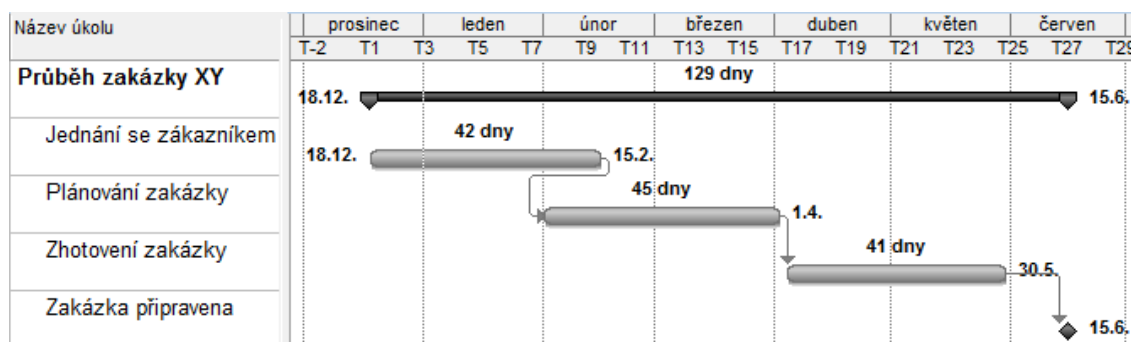 Název úkolu
prosinec leden únor březen duben květen červen
T-2 T1 T3 T5 T7 T9 T11 T13 T15 T17 T19 T21 T23 T25 T27 T29
Průběh zakázky XY
129 dny
18.12. 15.6.
Jednání se zákazníkem
42 dny
18.12. 15.2.
Plánování zakázky
45 dny
1.4.
Zhotovení zakázky
41 dny
30.5.
Zakázka připravena
15.6.